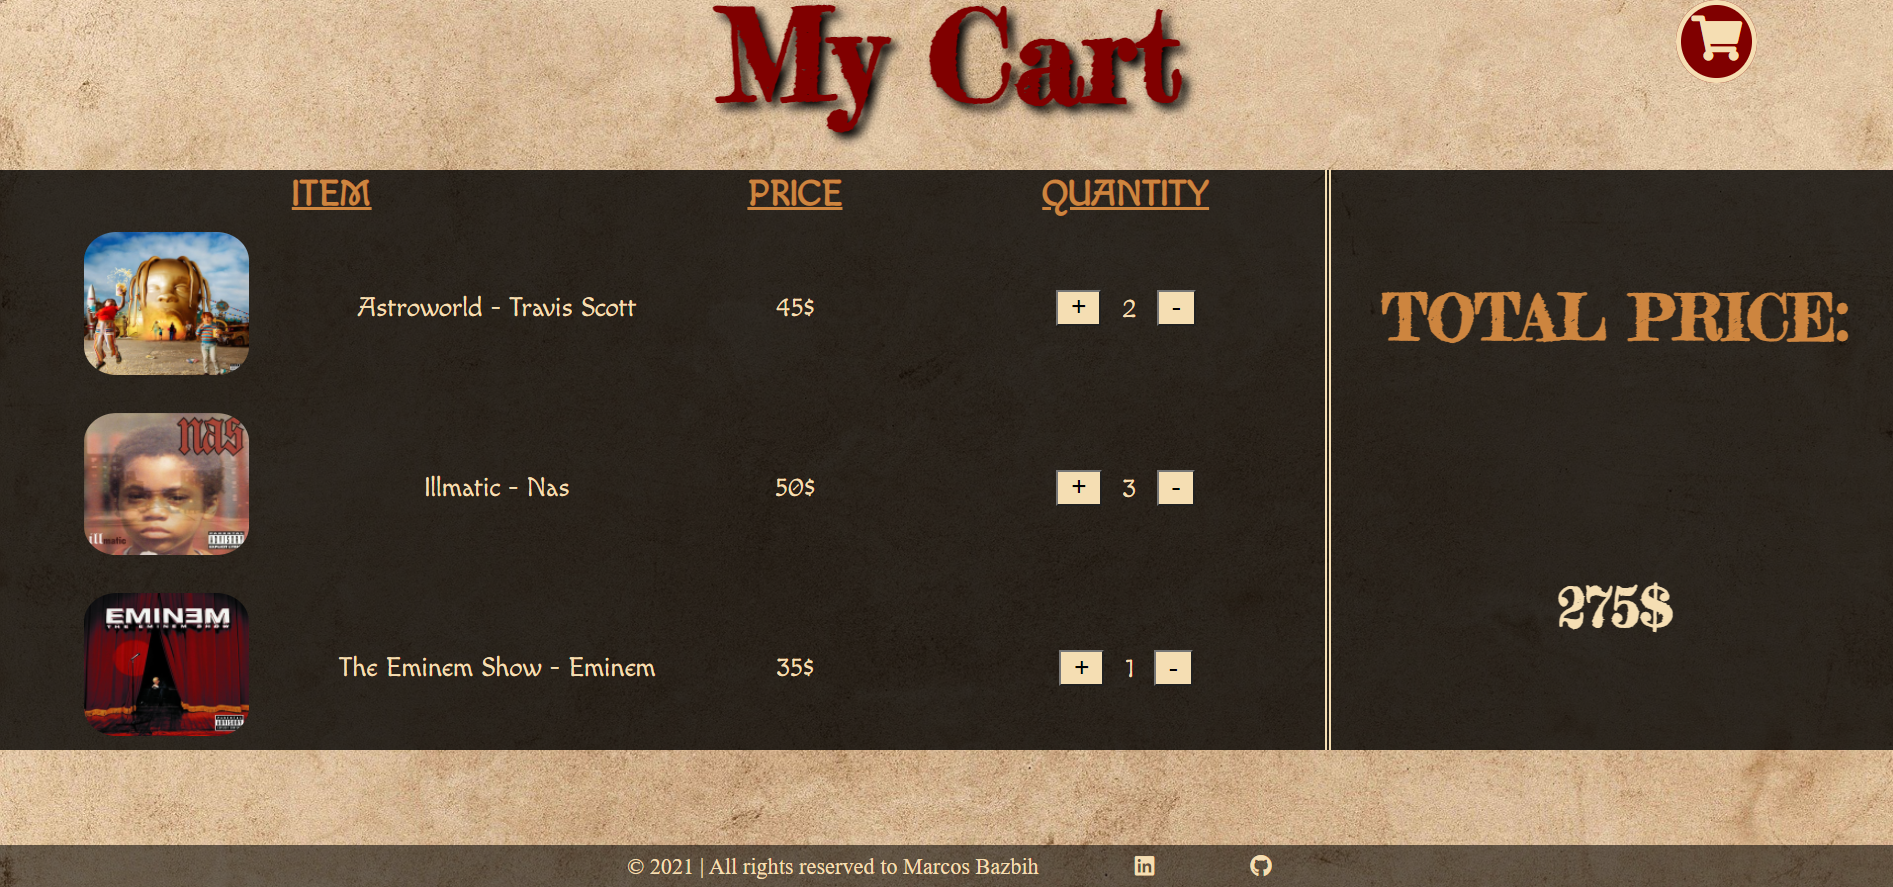 My Cart
ITEM PRICE QUANTITY
Astroworld - Travis Scott 45$ + 2 -
nas
illmatic
Illmatic - Nas 50$ + 3 -
EMINEM
THE EMINEM SHOW
The Eminem Show - Eminem 35$ + 1 -
TOTAL PRICE:
275$
© 2021 | All rights reserved to Marcos Bazbih